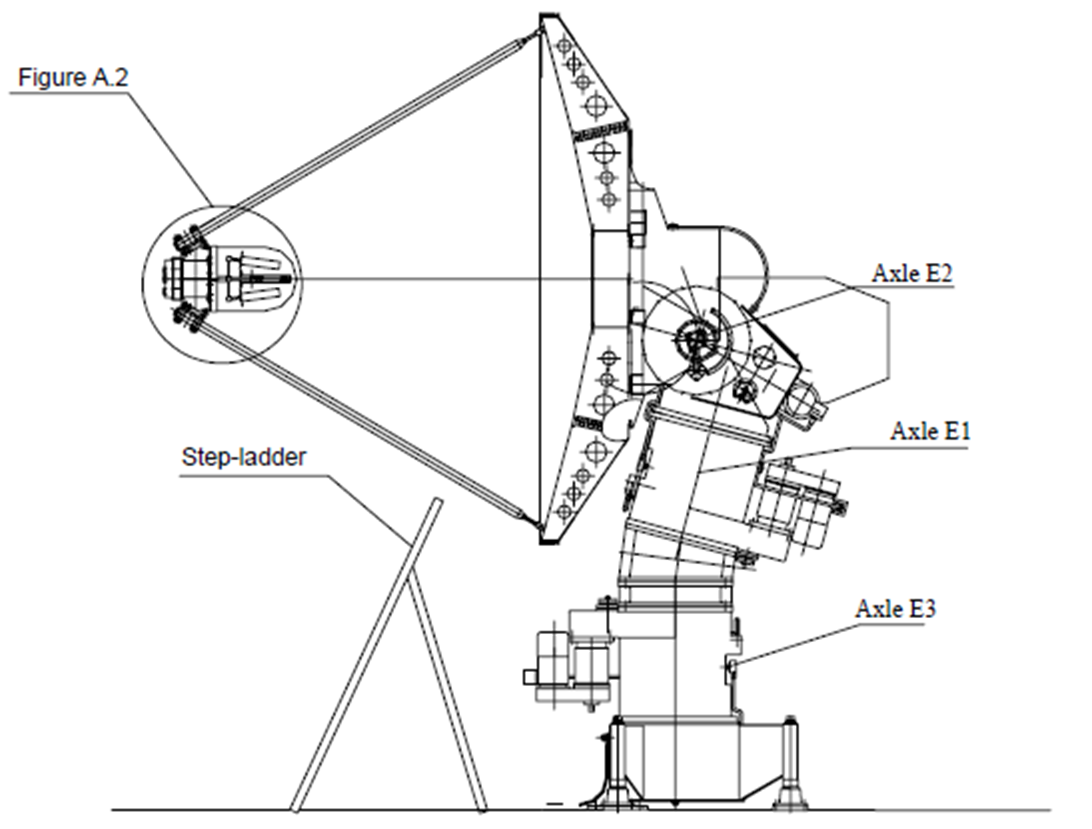 Figure A.2
Axle E2
Axle E1
Step-ladder
Axle E3